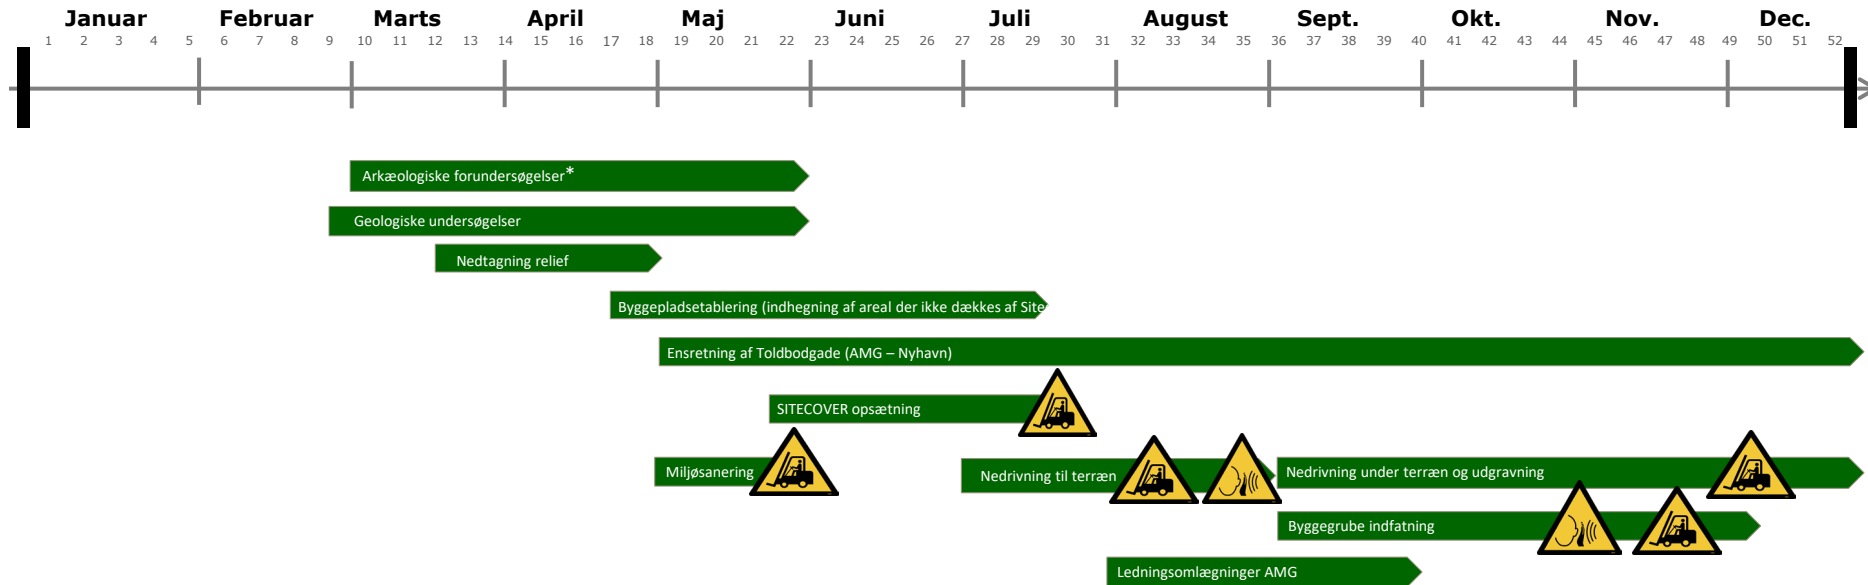 Januar Februar Marts April Maj Juni Juli August Sept. Okt. Nov. Dec.
1 2 3 4 5 6 7 8 9 10 11 12 13 14 15 16 17 18 19 20 21 22 23 24 25 26 27 28 29 30 31 32 33 34 35 36 37 38 39 40 41 42 43 44 45 46 47 48 49 50 51 52
Arkæologiske forundersøgelser*
Geologiske undersøgelser
Nedtagning relief
Byggepladsetablering (indhegning af areal der ikke dækkes af Site
Ensretning af Toldbodgade (AMG – Nyhavn)
SITECOVER opsætning
Miljøsanering
Nedrivning til terræn
Nedrivning under terræn og udgravning
Byggegrube indfatning
Ledningsomlægninger AMG